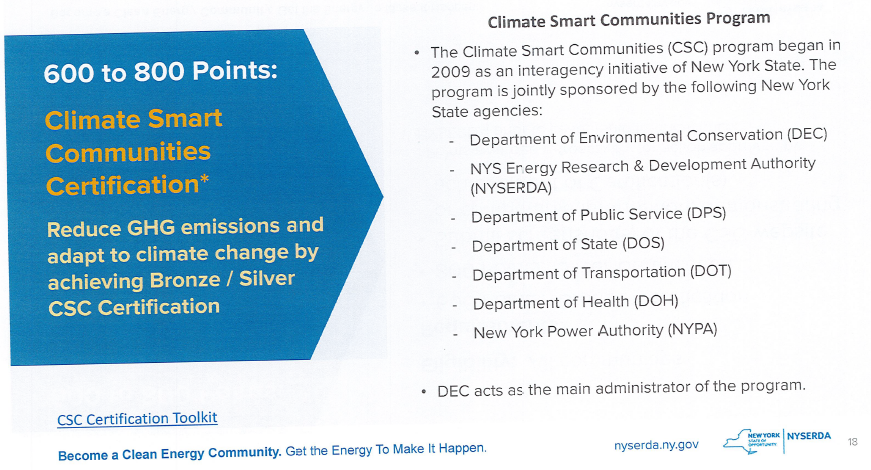 Climate Smart Communities Program
600 to 800 Points:
Climate Smart
Communities
Certification*
Reduce GHG emissions and
adapt to climate change by
achieving Bronze / Silver
CSC Certification
• The Climate Smart Communities (CSC) program began in
2009 as an interagency initiative of New York State. The
program is jointly sponsored by the following New York
State agencies:
- Department of Environmental Conservation (DEC)
- NYS Energy Research & Development Authority
(NYSERDA)
- Department of Public Service (DPS)
- Department of State (DOS)
- Department of Transportation (DOT)
- Department of Health (DOH)
- New York Power Authority (NYPA)
• DEC acts as the main administrator of the program.
CSC Certification Toolkit
Become a Clean Energy Community. Get the Energy To Make It Happen.
nyserda.ny.gov
NEW YORK
STATE OF
OPPORTUNITY
NYSERDA
18